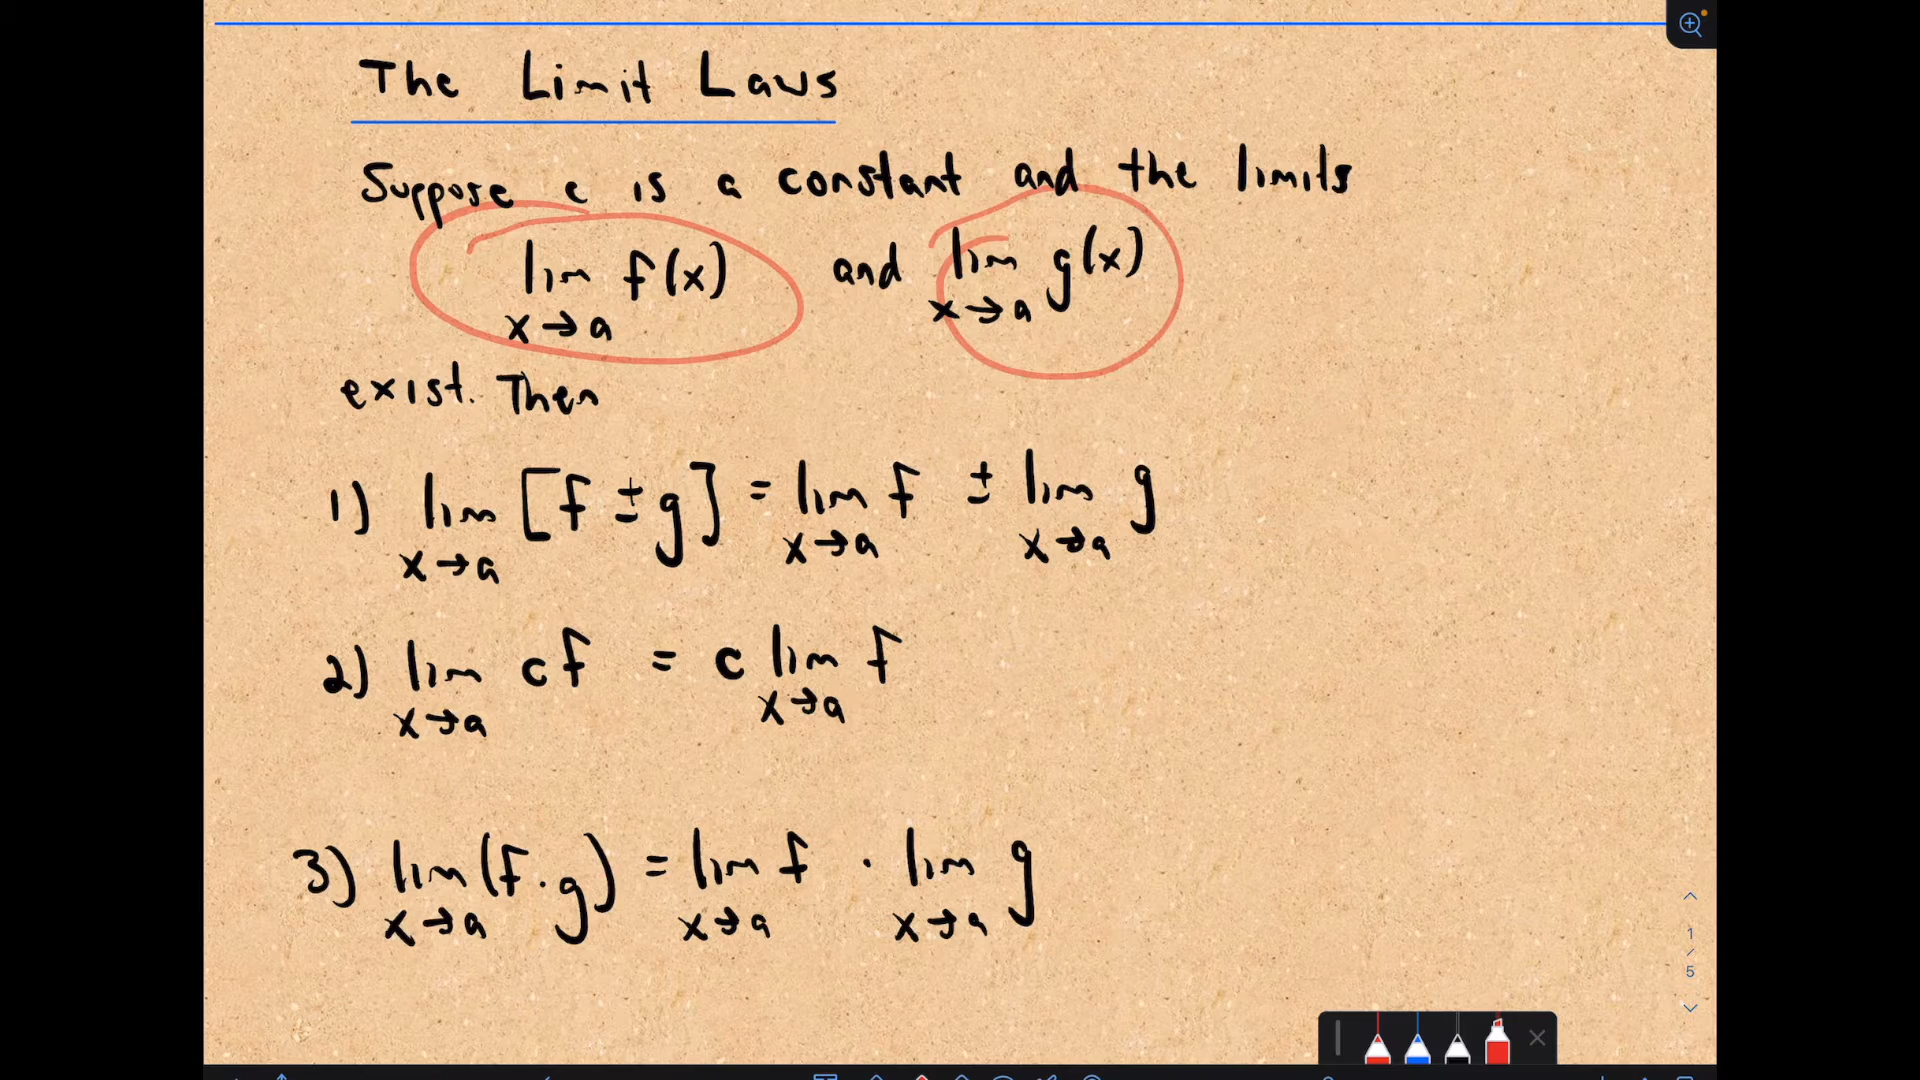 The Limit Laws
Suppose c is a constant and the limits
lim f(x) and lim g(x)
x→a x→a
exist. Then
1) lim [f ± g] = lim f ± lim g
x→a x→a x→a
2) lim cf = c lim f
x→a x→a
3) lim (f·g) = lim f · lim g
x→a x→a x→a
1
/
5